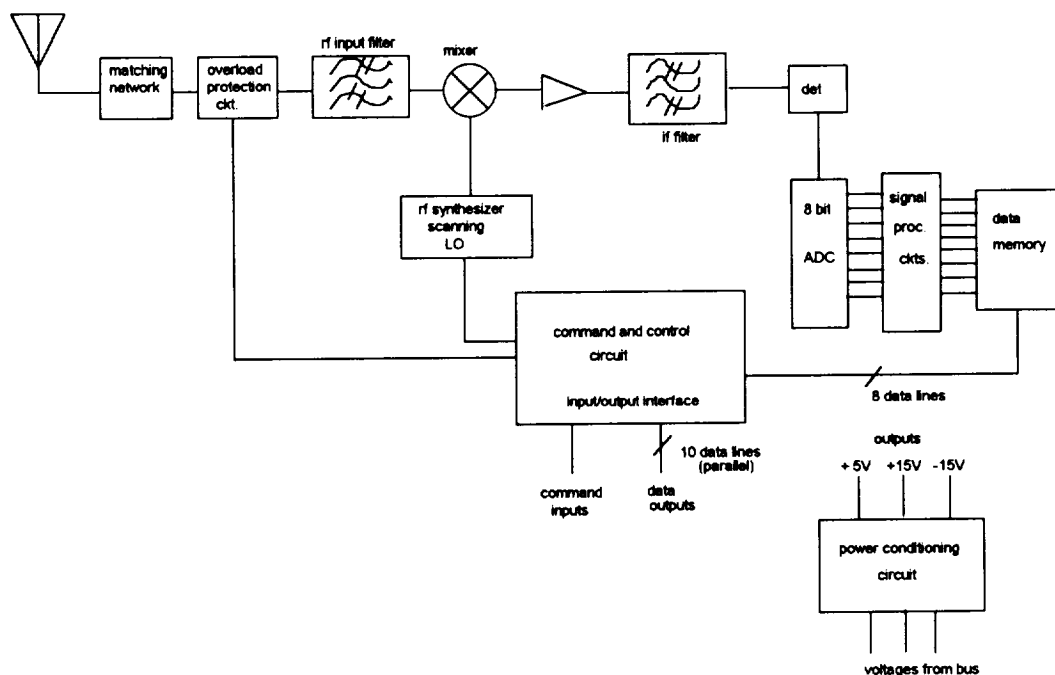 rf input filter
mixer
matching
network
overload
protection
ckt.
if filter
det
rf synthesizer
scanning
LO
8 bit
ADC
signal
proc.
ckts.
data
memory
command and control
circuit
input/output interface
8 data lines
10 data lines
(parallel)
command
inputs
data
outputs
outputs
+ 5V +15V -15V
power conditioning
circuit
voltages from bus